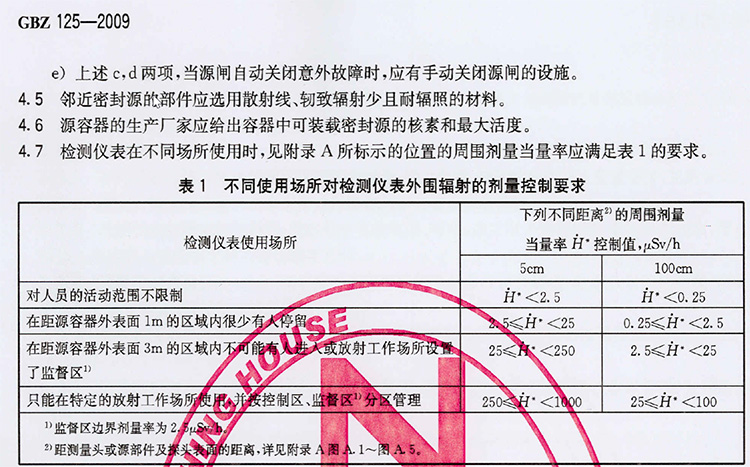 GBZ 125—2009
e) 上述 c,d 两项,当源闸自动关闭意外故障时,应有手动关闭源闸的设施。
4.5 邻近密封源的部件应选用散射线、轫致辐射少且耐辐照的材料。
4.6 源容器的生产厂家应给出容器中可装载密封源的核素和最大活度。
4.7 检测仪表在不同场所使用时,见附录 A 所标示的位置的周围剂量当量率应满足表 1 的要求。
表 1 不同使用场所对检测仪表外围辐射的剂量控制要求
检测仪表使用场所
下列不同距离²⁾ 的周围剂量
当量率 Ḣ* 控制值,μSv/h
5cm 100cm
对人员的活动范围不限制 Ḣ*<2.5 Ḣ*<0.25
在距源容器外表面 1m 的区域内很少有人停留 2.5≤Ḣ*<25 0.25≤Ḣ*<2.5
在距源容器外表面 3m 的区域内不可能有人进入或放射工作场所设置 25≤Ḣ*<250 2.5≤Ḣ*<25
了监督区¹⁾
只能在特定的放射工作场所使用,并按控制区、监督区¹⁾ 分区管理 250≤Ḣ*<1000 25≤Ḣ*<100
¹⁾监督区边界剂量率为 2.5μSv/h。
²⁾距测量头或源部件及探头表面的距离,详见附录 A 图 A.1～图 A.5。
LING HOUSE
N